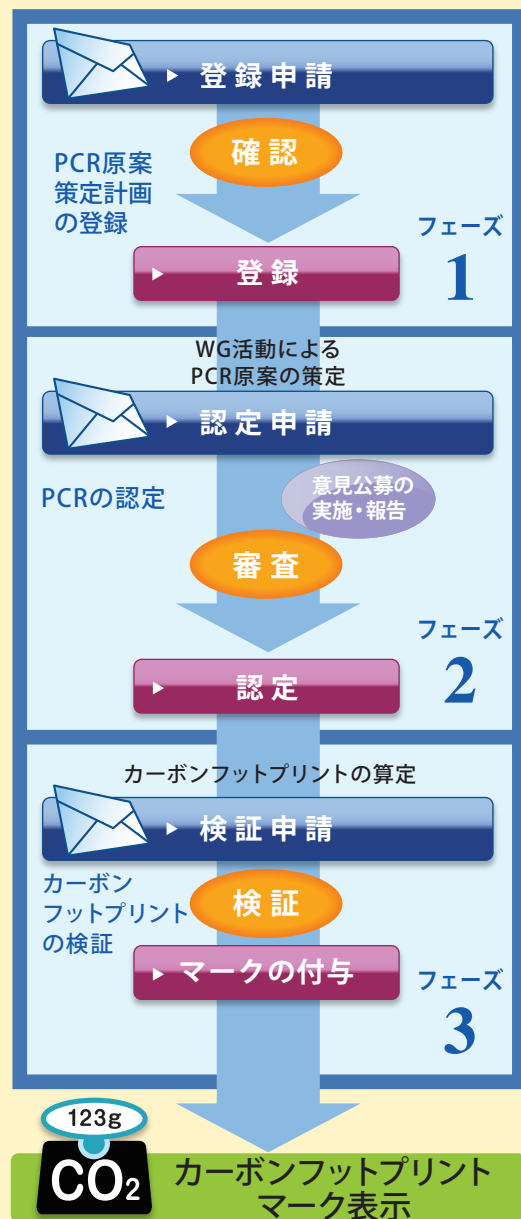 登録申請
確認
PCR原案
策定計画
の登録
フェーズ
1
登録
WG活動による
PCR原案の策定
認定申請
PCRの認定
意見公募の
実施・報告
審査
フェーズ
2
認定
カーボンフットプリントの算定
検証申請
カーボン
フットプリント
の検証
検証
マークの付与
フェーズ
3
123g
CO₂
カーボンフットプリント
マーク表示